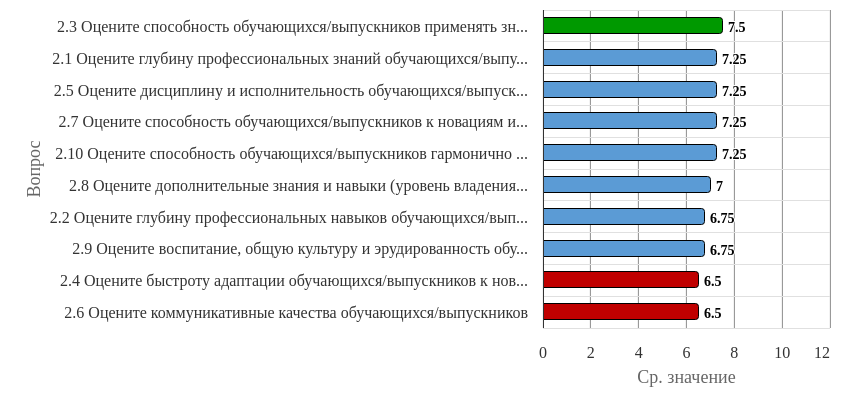 2.3 Оцените способность обучающихся/выпускников применять зн... 7.5
2.1 Оцените глубину профессиональных знаний обучающихся/выпу... 7.25
2.5 Оцените дисциплину и исполнительность обучающихся/выпуск... 7.25
2.7 Оцените способность обучающихся/выпускников к новациям и... 7.25
2.10 Оцените способность обучающихся/выпускников гармонично ... 7.25
2.8 Оцените дополнительные знания и навыки (уровень владения... 7
2.2 Оцените глубину профессиональных навыков обучающихся/вып... 6.75
2.9 Оцените воспитание, общую культуру и эрудированность обу... 6.75
2.4 Оцените быстроту адаптации обучающихся/выпускников к нов... 6.5
2.6 Оцените коммуникативные качества обучающихся/выпускников 6.5
Вопрос
0 2 4 6 8 10 12
Ср. значение